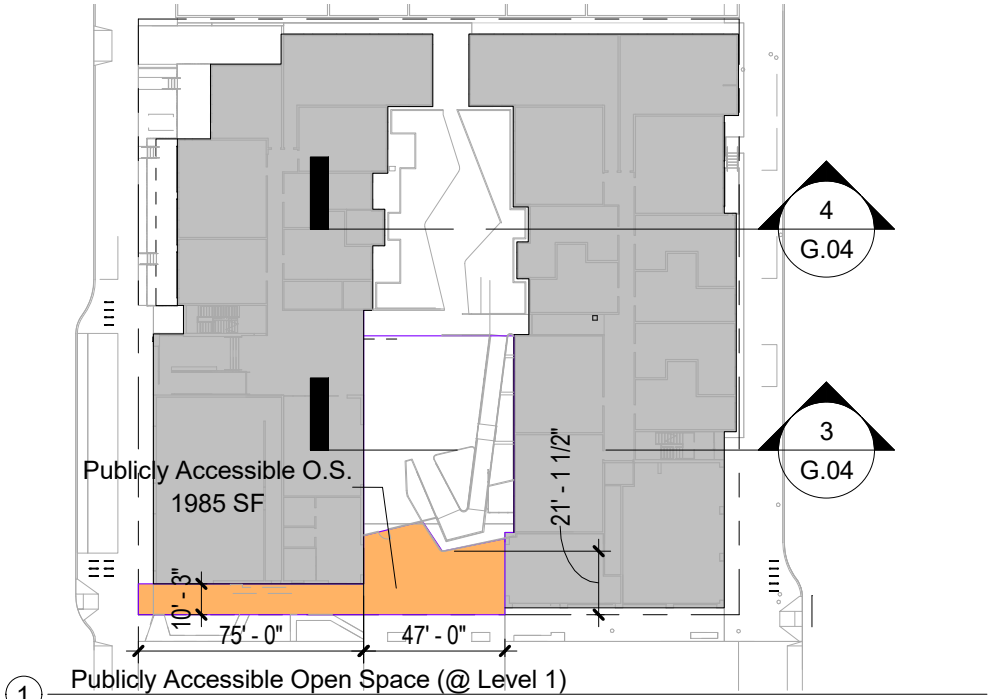 4
G.04
3
G.04
Publicly Accessible O.S.
1985 SF
21' - 1 1/2"
10' - 3"
75' - 0"
47' - 0"
1
Publicly Accessible Open Space (@ Level 1)